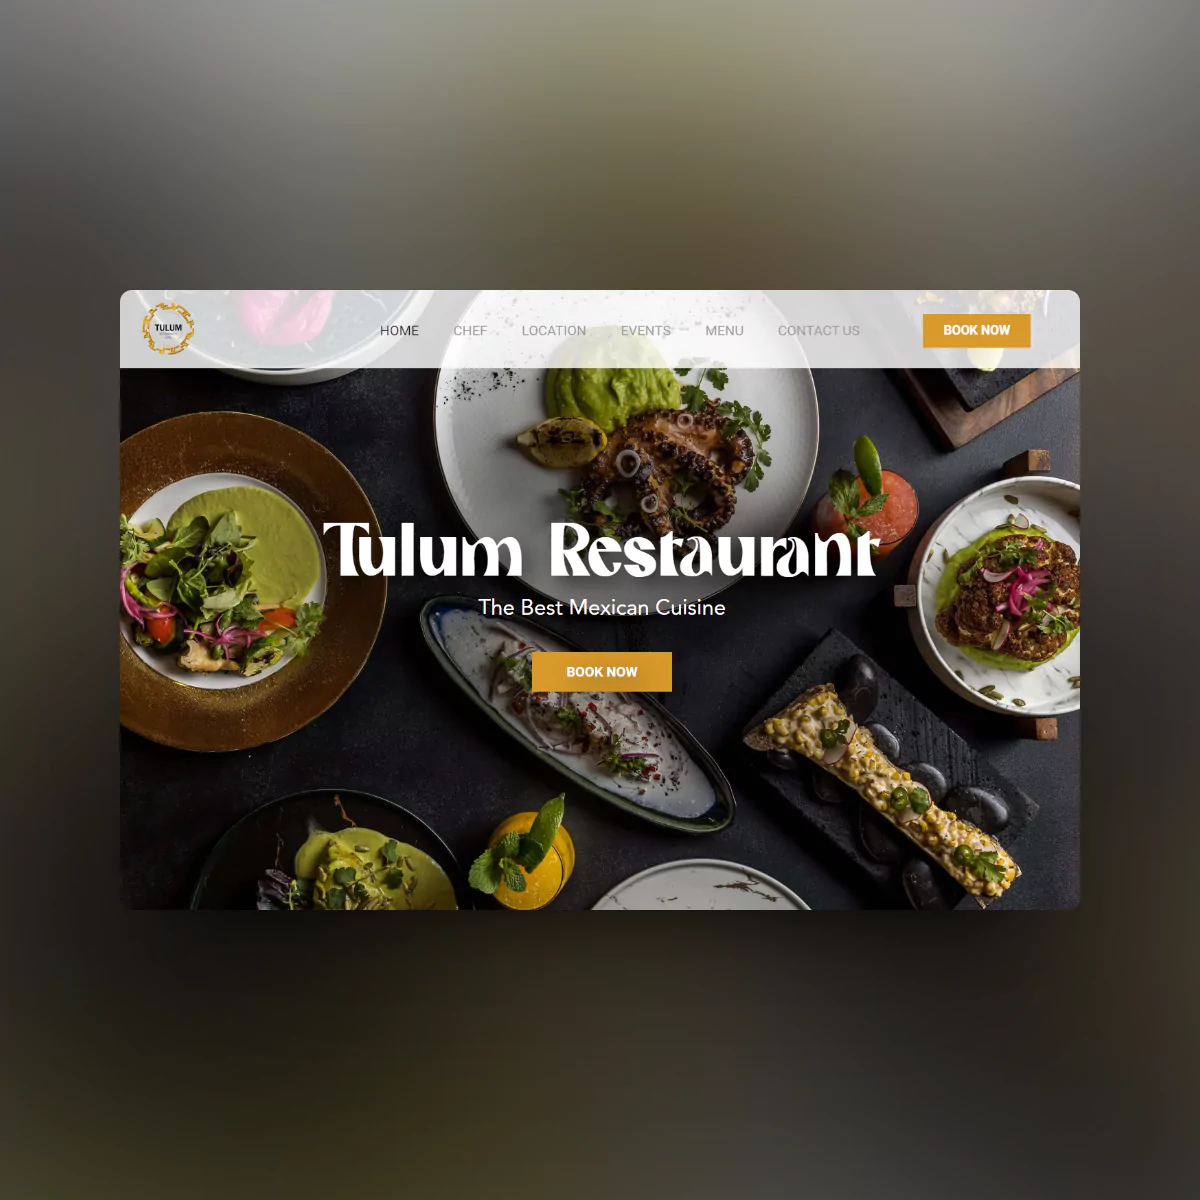 TULUM
HOME
CHEF
LOCATION
EVENTS
MENU
CONTACT US
BOOK NOW
Tulum Restaurant
The Best Mexican Cuisine
BOOK NOW